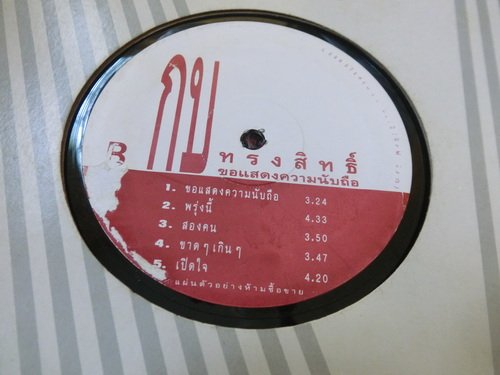 กบ
B
ทรงสิทธิ์
ขอแสดงความนับถือ
1. ขอแสดงความนับถือ 3.24
2. พรุ่งนี้ 4.33
3. สองคน 3.50
4. ขาด ๆ เกิน ๆ 3.47
5. เปิดใจ 4.20
แผ่นตัวอย่างห้ามซื้อขาย